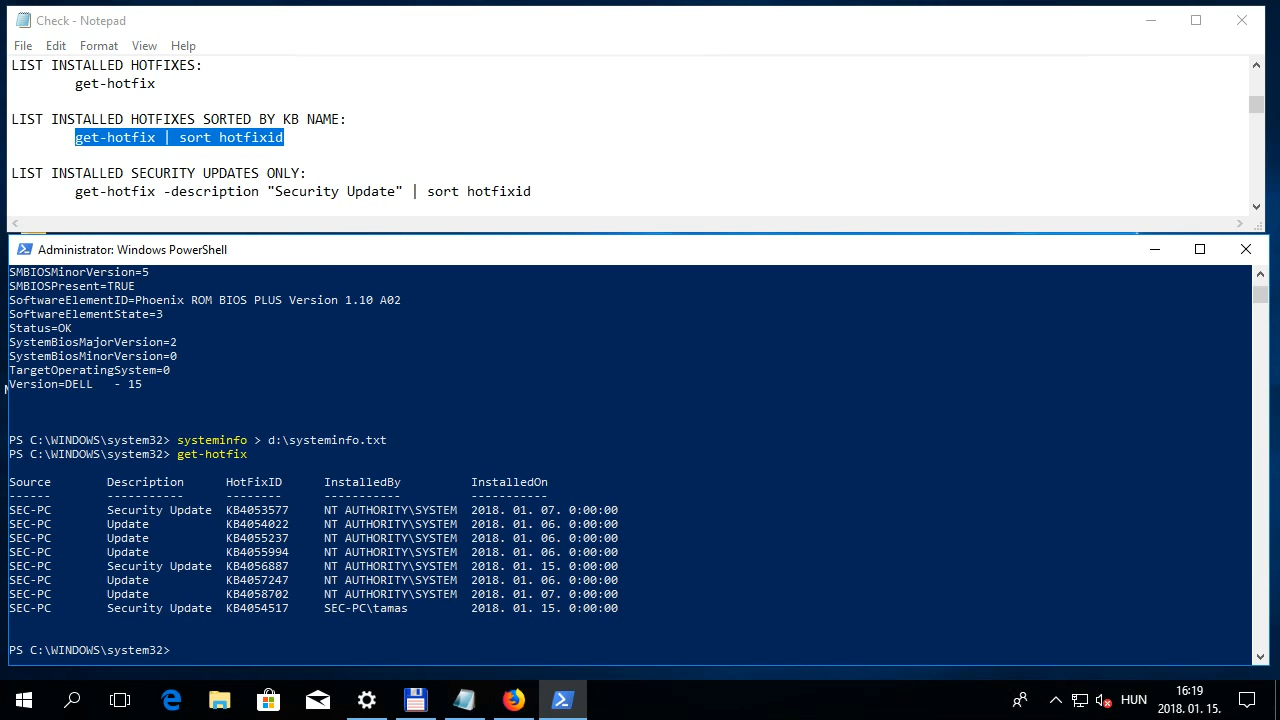 Check - Notepad
File Edit Format View Help
LIST INSTALLED HOTFIXES:
get-hotfix
LIST INSTALLED HOTFIXES SORTED BY KB NAME:
get-hotfix | sort hotfixid
LIST INSTALLED SECURITY UPDATES ONLY:
get-hotfix -description "Security Update" | sort hotfixid
Administrator: Windows PowerShell
SMBIOSMinorVersion=5
SMBIOSPresent=TRUE
SoftwareElementID=Phoenix ROM BIOS PLUS Version 1.10 A02
SoftwareElementState=3
Status=OK
SystemBiosMajorVersion=2
SystemBiosMinorVersion=0
TargetOperatingSystem=0
Version=DELL   - 15
PS C:\WINDOWS\system32> systeminfo > d:\systeminfo.txt
PS C:\WINDOWS\system32> get-hotfix
Source        Description      HotFixID      InstalledBy          InstalledOn
------        -----------      --------      -----------          -----------
SEC-PC        Security Update  KB4053577     NT AUTHORITY\SYSTEM  2018. 01. 07. 0:00:00
SEC-PC        Update           KB4054022     NT AUTHORITY\SYSTEM  2018. 01. 06. 0:00:00
SEC-PC        Update           KB4055237     NT AUTHORITY\SYSTEM  2018. 01. 06. 0:00:00
SEC-PC        Update           KB4055994     NT AUTHORITY\SYSTEM  2018. 01. 06. 0:00:00
SEC-PC        Security Update  KB4056887     NT AUTHORITY\SYSTEM  2018. 01. 15. 0:00:00
SEC-PC        Update           KB4057247     NT AUTHORITY\SYSTEM  2018. 01. 06. 0:00:00
SEC-PC        Update           KB4058702     NT AUTHORITY\SYSTEM  2018. 01. 07. 0:00:00
SEC-PC        Security Update  KB4054517     SEC-PC\tamas         2018. 01. 15. 0:00:00
PS C:\WINDOWS\system32>
HUN
16:19
2018. 01. 15.